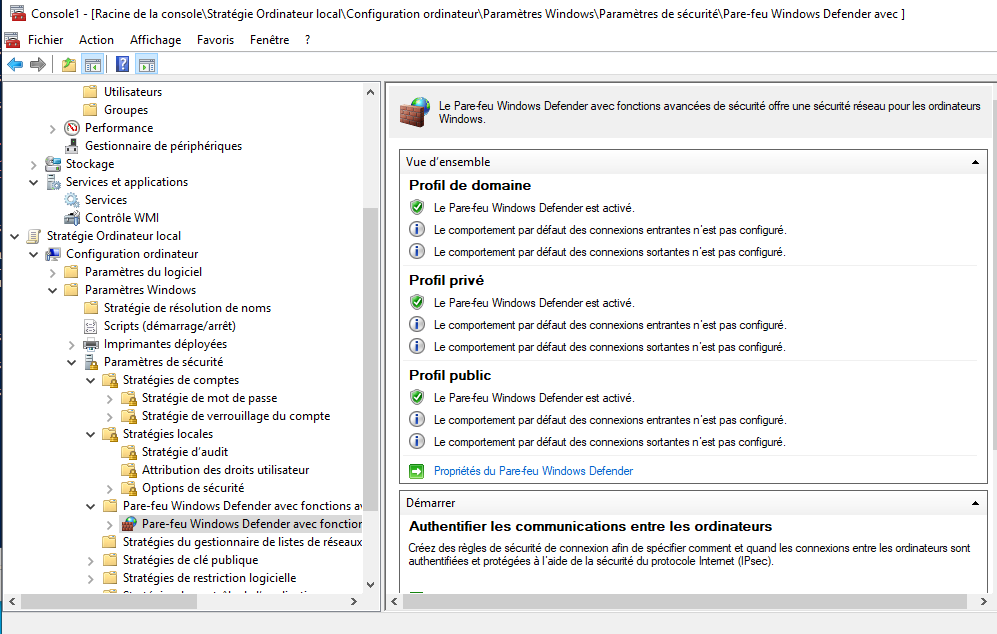 Console1 - [Racine de la console\Stratégie Ordinateur local\Configuration ordinateur\Paramètres Windows\Paramètres de sécurité\Pare-feu Windows Defender avec ]
Fichier Action Affichage Favoris Fenêtre ?
Utilisateurs
Groupes
Performance
Gestionnaire de périphériques
Stockage
Services et applications
Services
Contrôle WMI
Stratégie Ordinateur local
Configuration ordinateur
Paramètres du logiciel
Paramètres Windows
Stratégie de résolution de noms
Scripts (démarrage/arrêt)
Imprimantes déployées
Paramètres de sécurité
Stratégies de comptes
Stratégie de mot de passe
Stratégie de verrouillage du compte
Stratégies locales
Stratégie d'audit
Attribution des droits utilisateur
Options de sécurité
Pare-feu Windows Defender avec fonctions av
Pare-feu Windows Defender avec fonction
Stratégies du gestionnaire de listes de réseaux
Stratégies de clé publique
Stratégies de restriction logicielle
Le Pare-feu Windows Defender avec fonctions avancées de sécurité offre une sécurité réseau pour les ordinateurs
Windows.
Vue d'ensemble
Profil de domaine
Le Pare-feu Windows Defender est activé.
Le comportement par défaut des connexions entrantes n'est pas configuré.
Le comportement par défaut des connexions sortantes n'est pas configuré.
Profil privé
Le Pare-feu Windows Defender est activé.
Le comportement par défaut des connexions entrantes n'est pas configuré.
Le comportement par défaut des connexions sortantes n'est pas configuré.
Profil public
Le Pare-feu Windows Defender est activé.
Le comportement par défaut des connexions entrantes n'est pas configuré.
Le comportement par défaut des connexions sortantes n'est pas configuré.
Propriétés du Pare-feu Windows Defender
Démarrer
Authentifier les communications entre les ordinateurs
Créez des règles de sécurité de connexion afin de spécifier comment et quand les connexions entre les ordinateurs sont
authentifiées et protégées à l'aide de la sécurité du protocole Internet (IPsec).